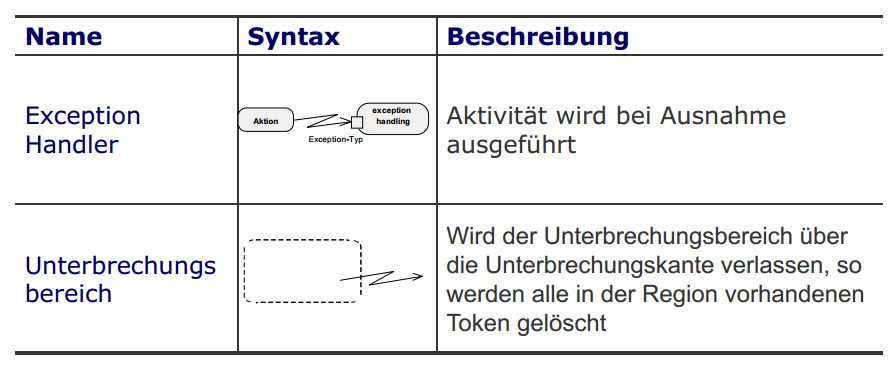 Name Syntax Beschreibung
Exception
Handler
Aktion
exception
handling
Exception-Typ
Aktivität wird bei Ausnahme
ausgeführt
Unterbrechungs
bereich
Wird der Unterbrechungsbereich über
die Unterbrechungskante verlassen, so
werden alle in der Region vorhandenen
Token gelöscht